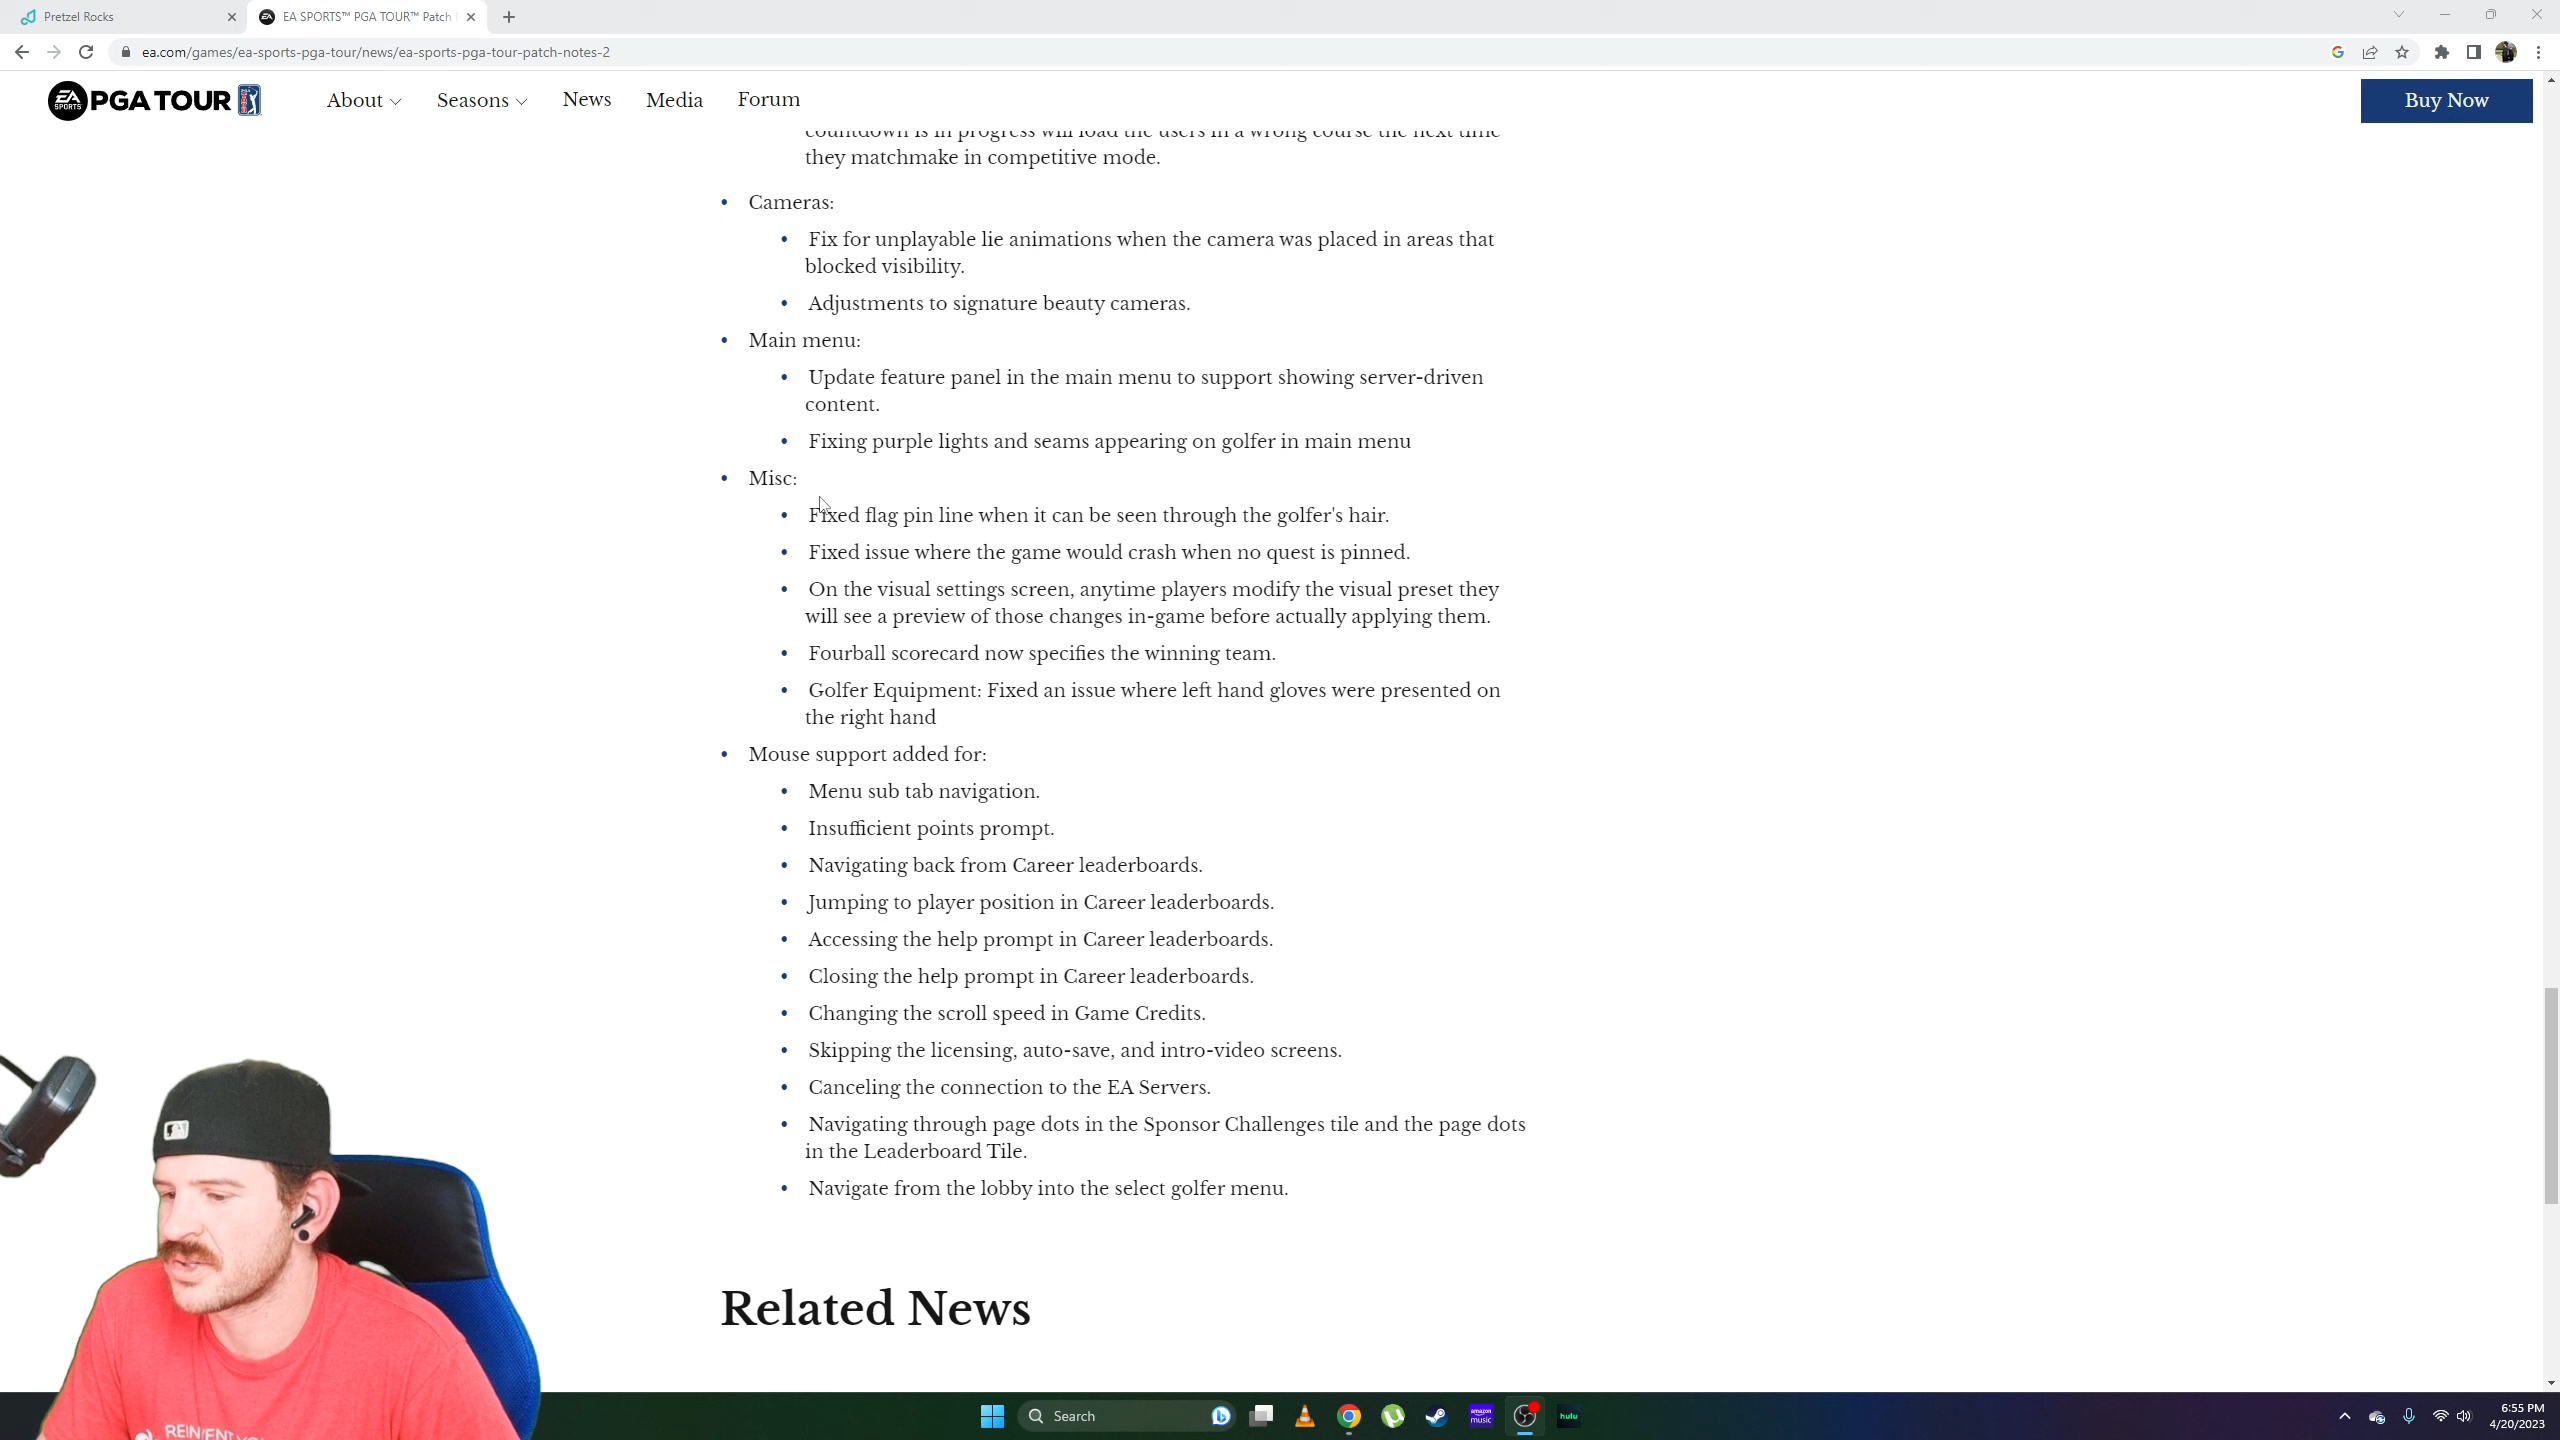 Pretzel Rocks
EA SPORTS™ PGA TOUR™ Patch
ea.com/games/ea-sports-pga-tour/news/ea-sports-pga-tour-patch-notes-2
EA SPORTS PGA TOUR
About
Seasons
News
Media
Forum
Buy Now
countdown is in progress will load the users in a wrong course the next time
they matchmake in competitive mode.
• Cameras:
• Fix for unplayable lie animations when the camera was placed in areas that
blocked visibility.
• Adjustments to signature beauty cameras.
• Main menu:
• Update feature panel in the main menu to support showing server-driven
content.
• Fixing purple lights and seams appearing on golfer in main menu
• Misc:
• Fixed flag pin line when it can be seen through the golfer's hair.
• Fixed issue where the game would crash when no quest is pinned.
• On the visual settings screen, anytime players modify the visual preset they
will see a preview of those changes in-game before actually applying them.
• Fourball scorecard now specifies the winning team.
• Golfer Equipment: Fixed an issue where left hand gloves were presented on
the right hand
• Mouse support added for:
• Menu sub tab navigation.
• Insufficient points prompt.
• Navigating back from Career leaderboards.
• Jumping to player position in Career leaderboards.
• Accessing the help prompt in Career leaderboards.
• Closing the help prompt in Career leaderboards.
• Changing the scroll speed in Game Credits.
• Skipping the licensing, auto-save, and intro-video screens.
• Canceling the connection to the EA Servers.
• Navigating through page dots in the Sponsor Challenges tile and the page dots
in the Leaderboard Tile.
• Navigate from the lobby into the select golfer menu.
Related News
Search
amazon
music
hulu
6:55 PM
4/20/2023